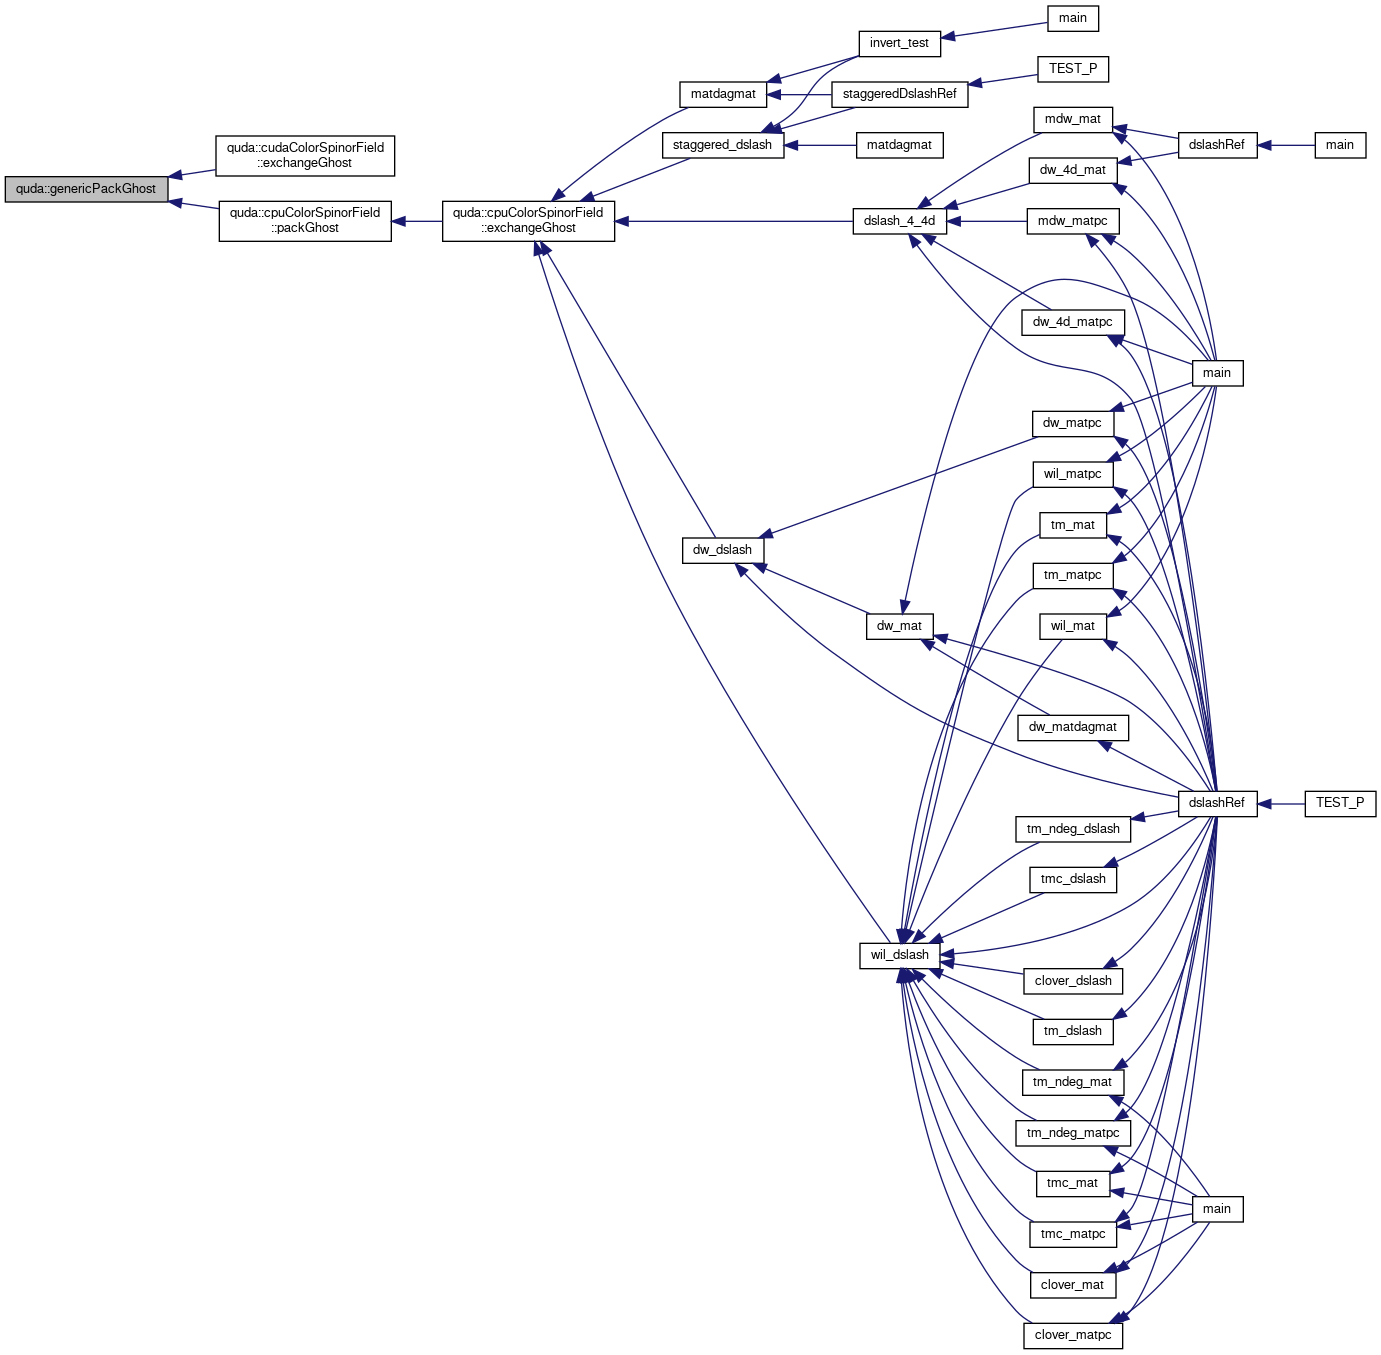 main
invert_test
TEST_P
matdagmat
staggeredDslashRef
mdw_mat
quda::cudaColorSpinorField
::exchangeGhost
staggered_dslash
matdagmat
dslashRef
main
dw_4d_mat
quda::genericPackGhost
quda::cpuColorSpinorField
::packGhost
quda::cpuColorSpinorField
::exchangeGhost
dslash_4_4d
mdw_matpc
dw_4d_matpc
main
dw_matpc
wil_matpc
tm_mat
dw_dslash
tm_matpc
dw_mat
wil_mat
dw_matdagmat
dslashRef
TEST_P
tm_ndeg_dslash
tmc_dslash
wil_dslash
clover_dslash
tm_dslash
tm_ndeg_mat
tm_ndeg_matpc
tmc_mat
main
tmc_matpc
clover_mat
clover_matpc